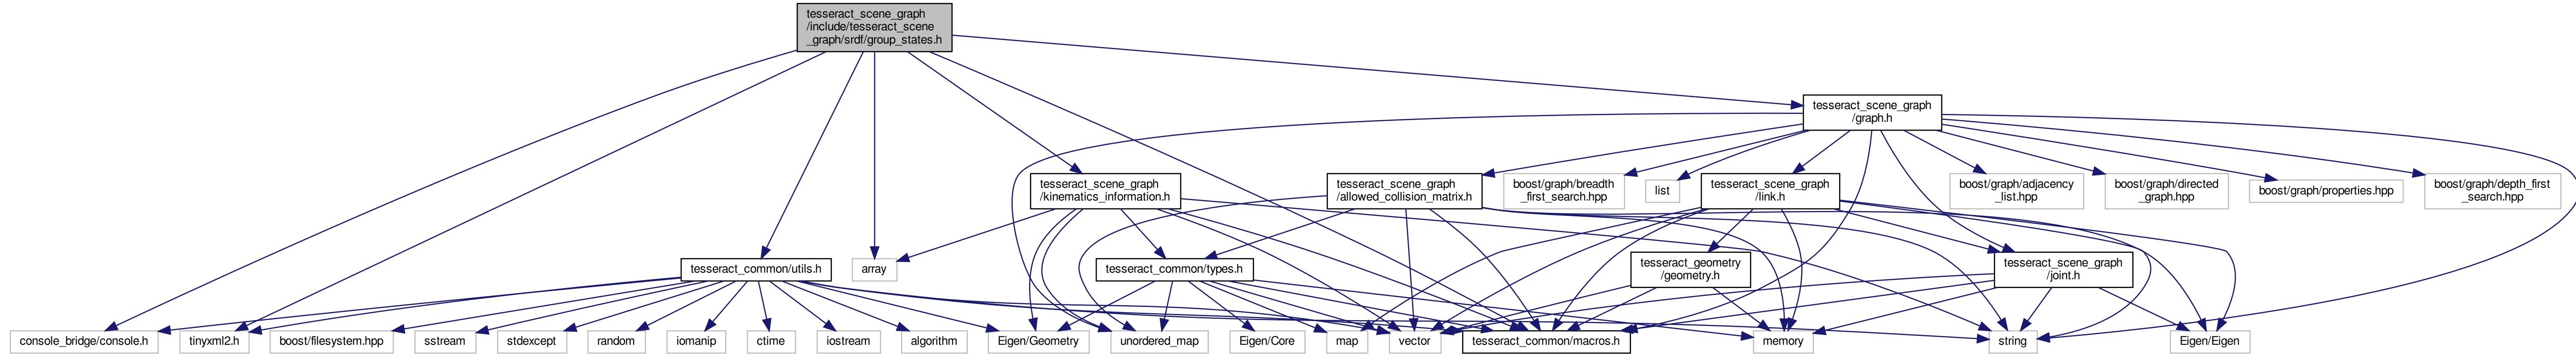 tesseract_scene_graph
/include/tesseract_scene
_graph/srdf/group_states.h
tesseract_scene_graph
/graph.h
tesseract_scene_graph
/kinematics_information.h
tesseract_scene_graph
/allowed_collision_matrix.h
boost/graph/breadth
_first_search.hpp
list
tesseract_scene_graph
/link.h
boost/graph/adjacency
_list.hpp
boost/graph/directed
_graph.hpp
boost/graph/properties.hpp
boost/graph/depth_first
_search.hpp
tesseract_common/utils.h
array
tesseract_common/types.h
tesseract_geometry
/geometry.h
tesseract_scene_graph
/joint.h
console_bridge/console.h
tinyxml2.h
boost/filesystem.hpp
sstream
stdexcept
random
iomanip
ctime
iostream
algorithm
Eigen/Geometry
unordered_map
Eigen/Core
map
vector
tesseract_common/macros.h
memory
string
Eigen/Eigen